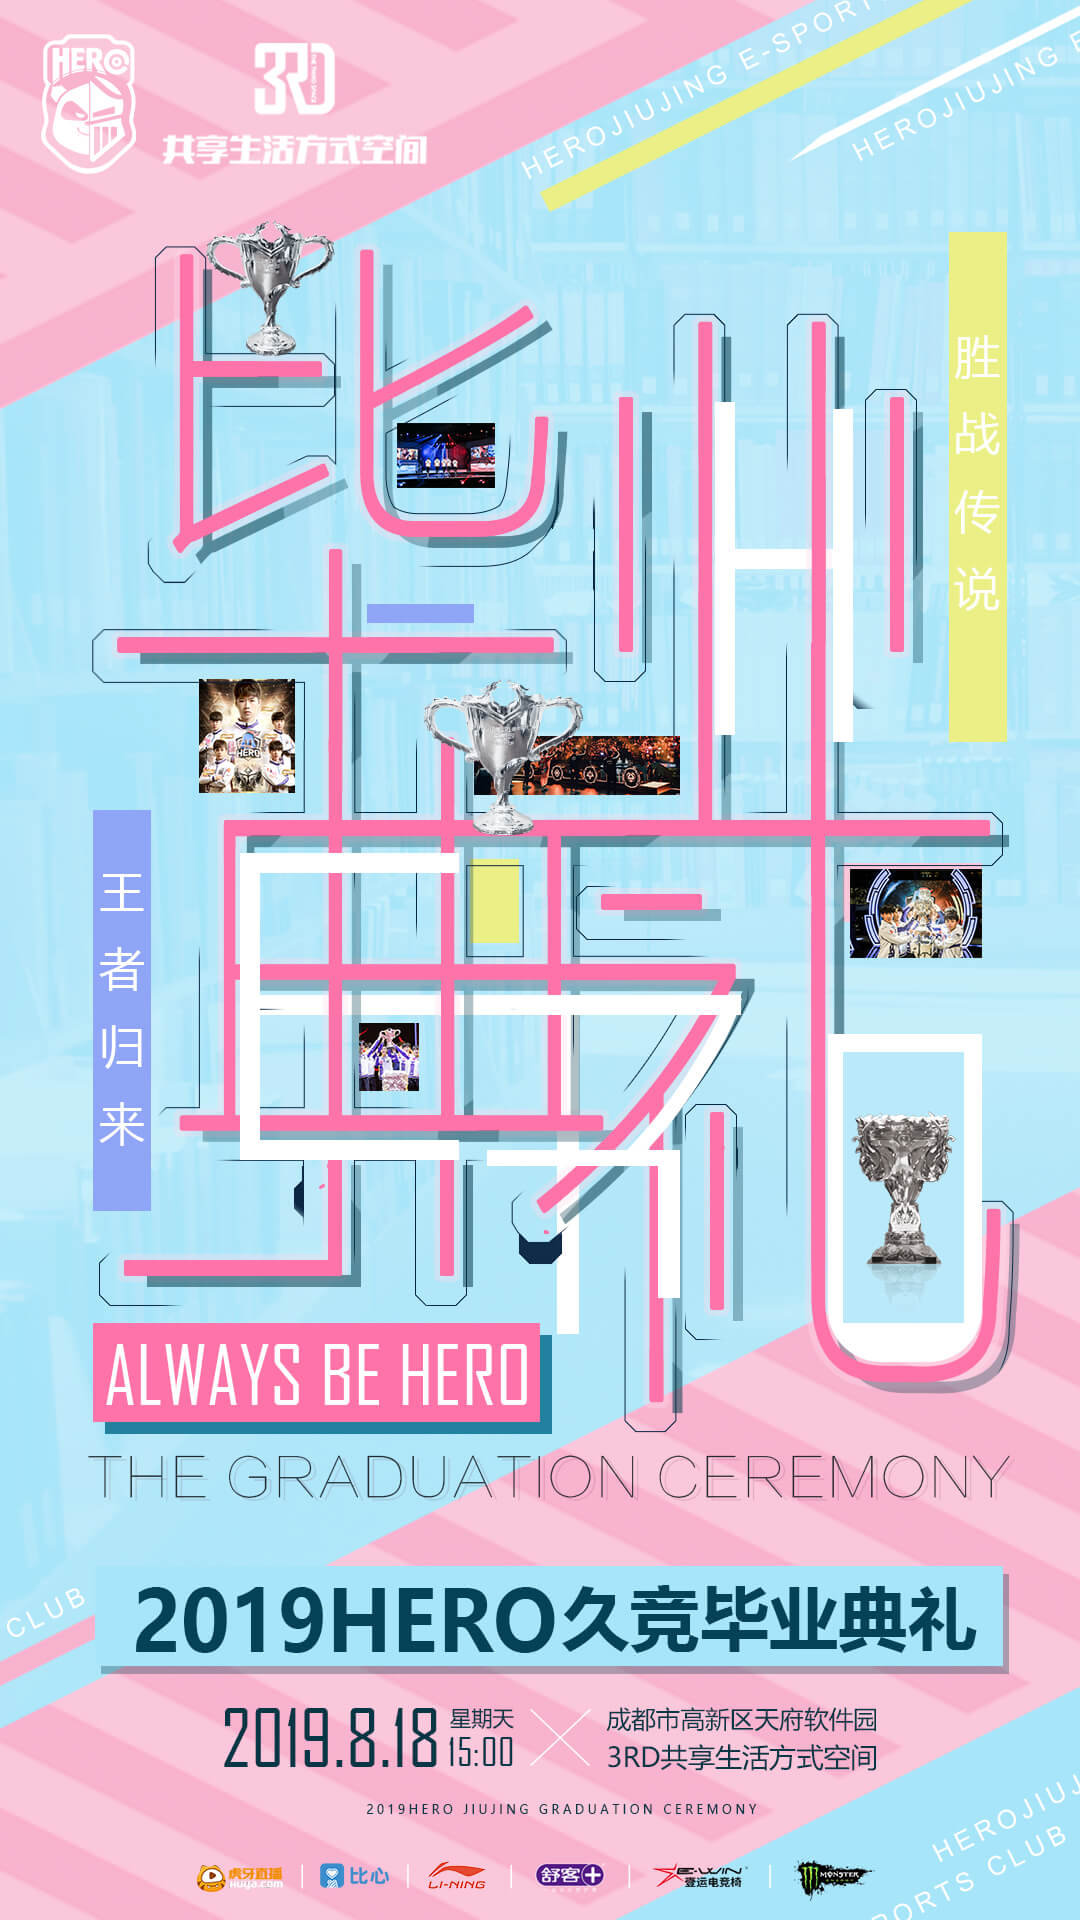 HERO
3RD
共享生活方式空间
HEROJIUJING E-SPORTS
HEROJIUJING E
胜战传说
毕业典礼
HERO
王者归来
ALWAYS BE HERO
THE GRADUATION CEREMONY
CLUB
2019HERO久竞毕业典礼
2019.8.18 星期天 15:00
成都市高新区天府软件园
3RD共享生活方式空间
2019HERO JIUJING GRADUATION CEREMONY
HEROJIUJ
PORTS CLUB
虎牙直播 Huya.com
比心
LI-NING
舒客
E-WIN 壹运电竞椅
MONSTER